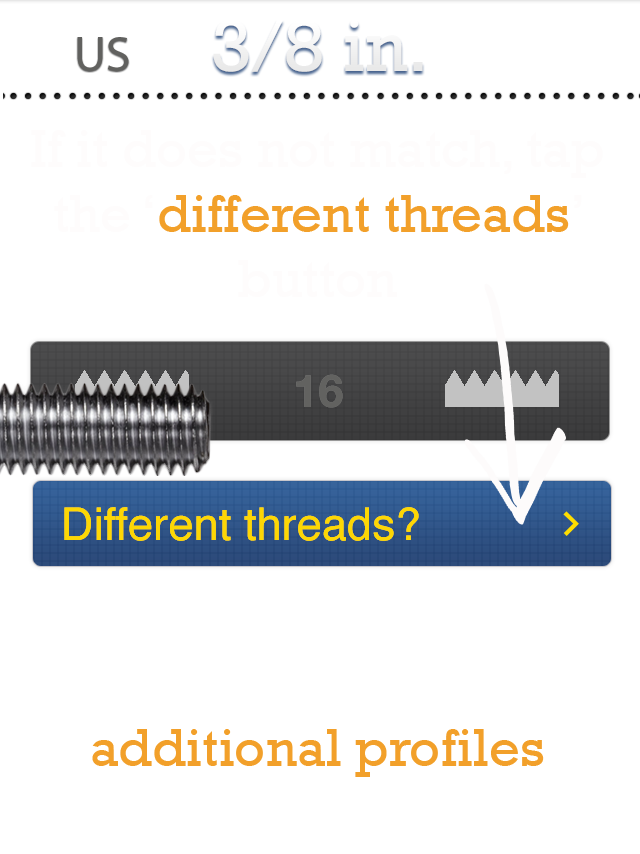 US 3/8 in.
If it does not match, tap
the "different threads"
button
16
Different threads?
additional profiles